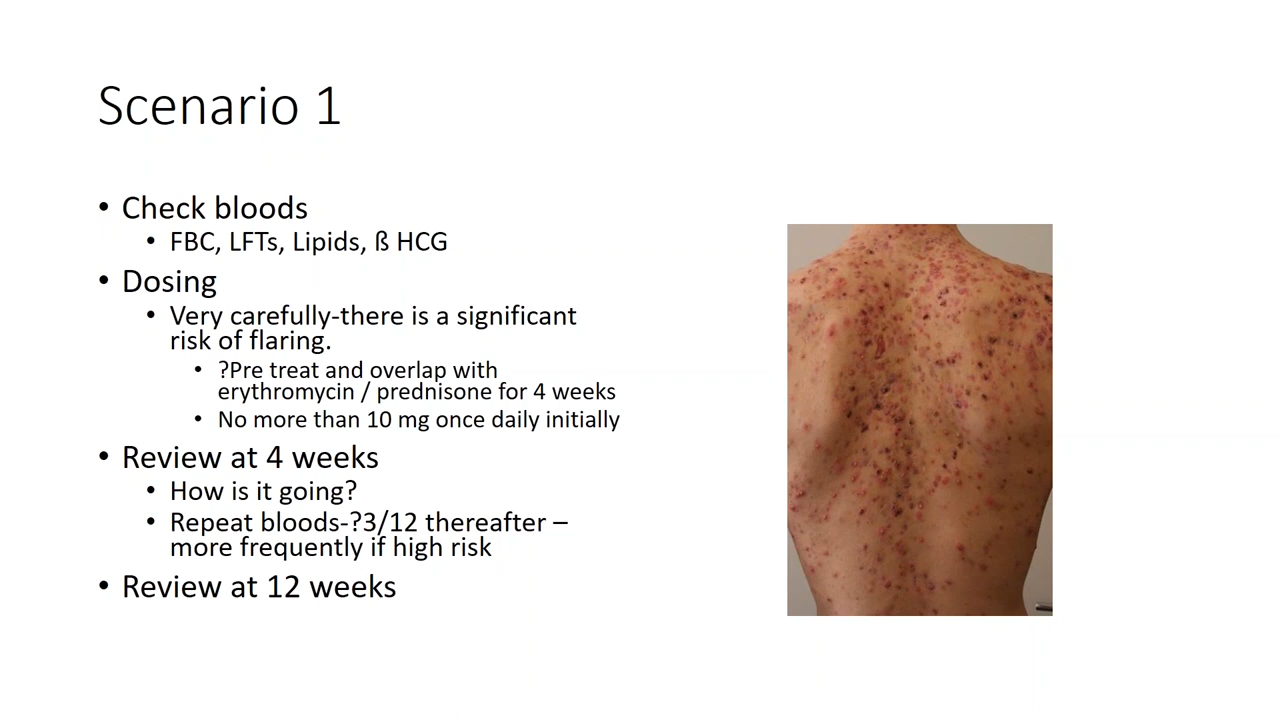 Scenario 1
• Check bloods
• FBC, LFTs, Lipids, ß HCG
• Dosing
• Very carefully-there is a significant
risk of flaring.
• ?Pre treat and overlap with
erythromycin / prednisone for 4 weeks
• No more than 10 mg once daily initially
• Review at 4 weeks
• How is it going?
• Repeat bloods-?3/12 thereafter –
more frequently if high risk
• Review at 12 weeks